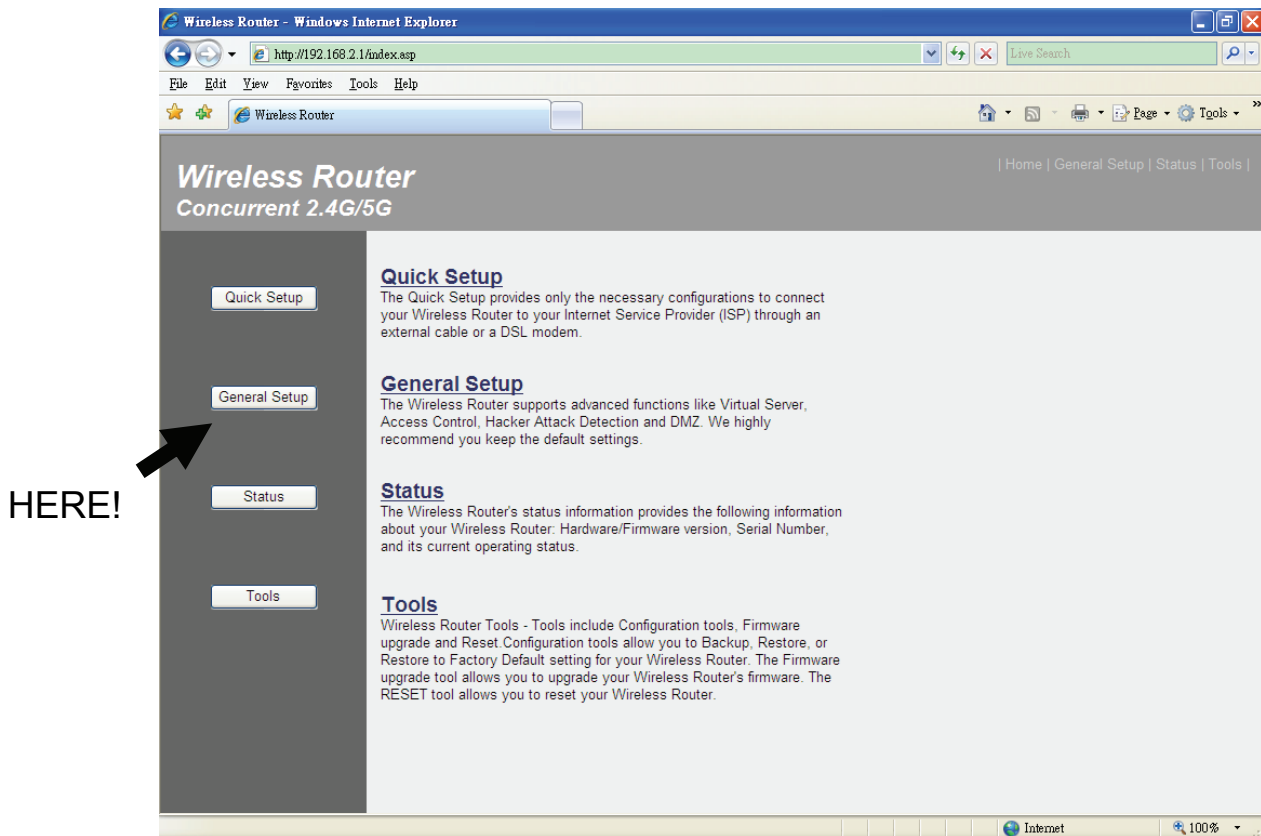 Wireless Router - Windows Internet Explorer
http://192.168.2.1/index.asp
Live Search
File Edit View Favorites Tools Help
Wireless Router
Page Tools »
Wireless Router
Concurrent 2.4G/5G
| Home | General Setup | Status | Tools |
Quick Setup
Quick Setup
The Quick Setup provides only the necessary configurations to connect
your Wireless Router to your Internet Service Provider (ISP) through an
external cable or a DSL modem.
General Setup
General Setup
The Wireless Router supports advanced functions like Virtual Server,
Access Control, Hacker Attack Detection and DMZ. We highly
recommend you keep the default settings.
HERE!
Status
Status
The Wireless Router's status information provides the following information
about your Wireless Router: Hardware/Firmware version, Serial Number,
and its current operating status.
Tools
Tools
Wireless Router Tools - Tools include Configuration tools, Firmware
upgrade and Reset.Configuration tools allow you to Backup, Restore, or
Restore to Factory Default setting for your Wireless Router. The Firmware
upgrade tool allows you to upgrade your Wireless Router's firmware. The
RESET tool allows you to reset your Wireless Router.
Internet
100%